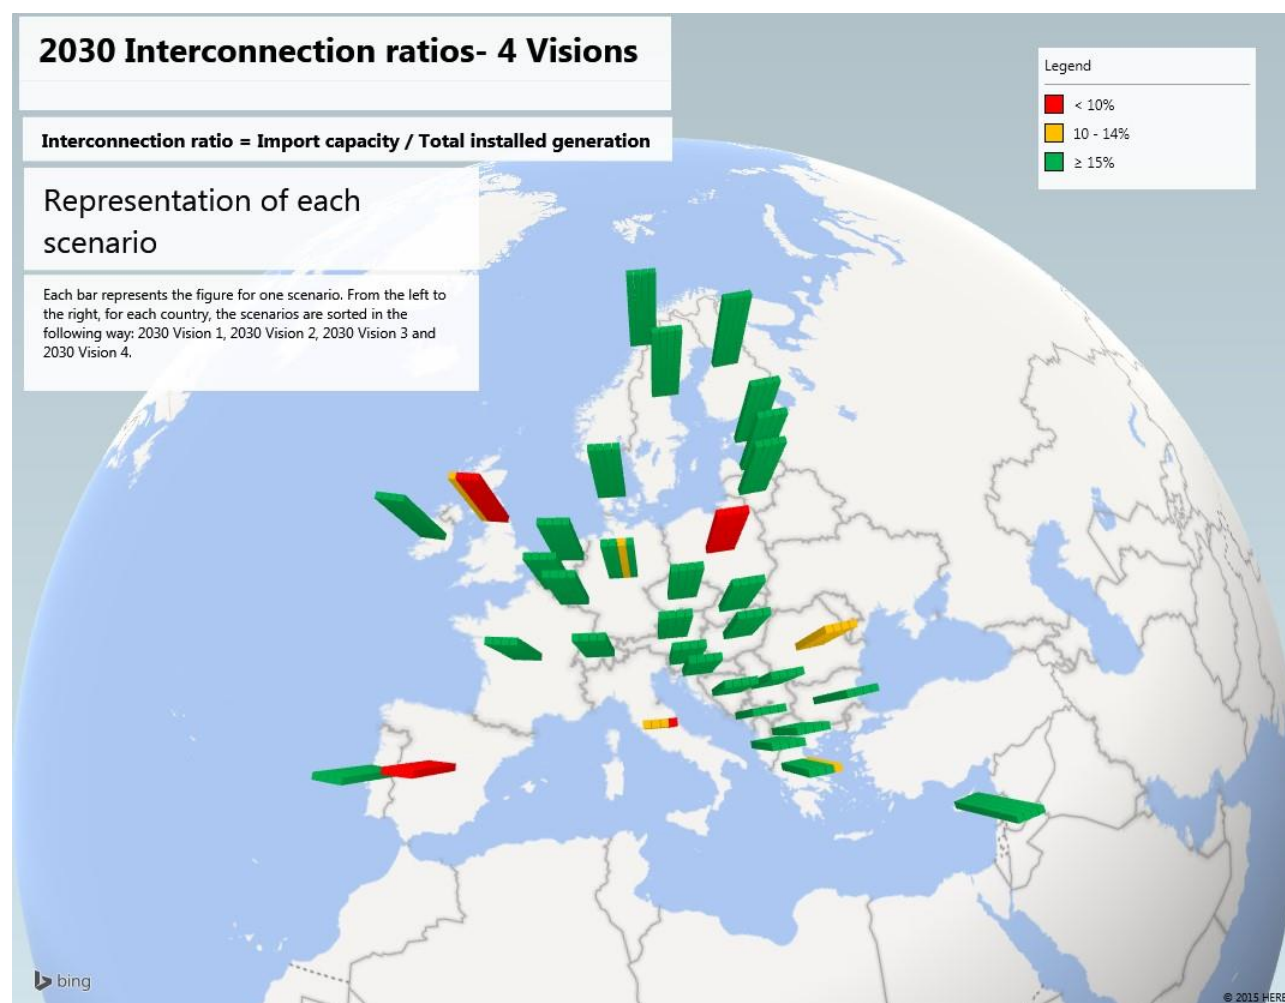 2030 Interconnection ratios- 4 Visions
Interconnection ratio = Import capacity / Total installed generation
Representation of each
scenario
Each bar represents the figure for one scenario. From the left to
the right, for each country, the scenarios are sorted in the
following way: 2030 Vision 1, 2030 Vision 2, 2030 Vision 3 and
2030 Vision 4.
Legend
< 10%
10 - 14%
≥ 15%
bing
© 2015 HERE